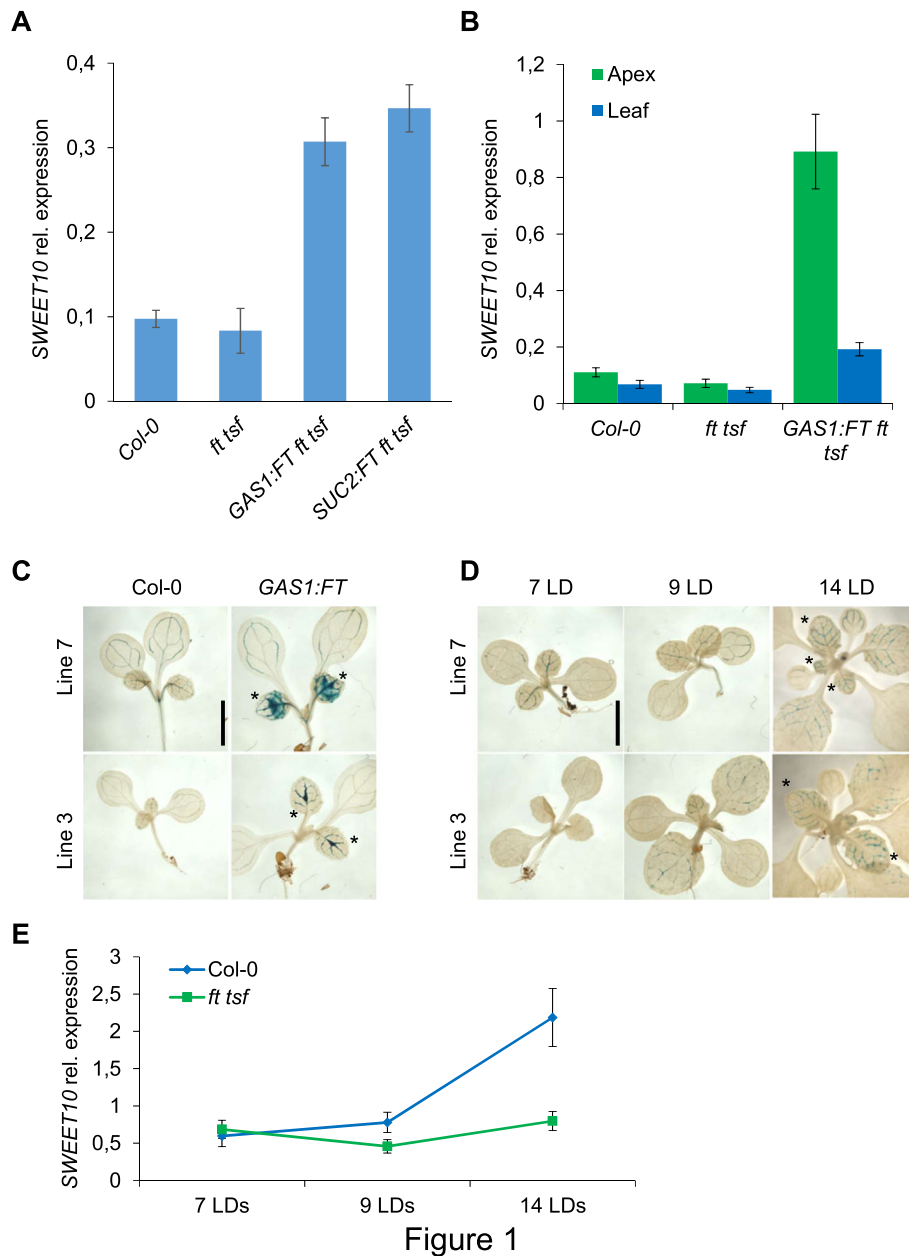 A
SWEET10 rel. expression
0,4
0,3
0,2
0,1
0
Col-0
ft tsf
GAS1:FT ft tsf
SUC2:FT ft tsf
B
SWEET10 rel. expression
1,2
1
0,8
0,6
0,4
0,2
0
Apex
Leaf
Col-0
ft tsf
GAS1:FT ft
tsf
C
Col-0
GAS1:FT
Line 7
*
*
Line 3
*
*
D
7 LD
9 LD
14 LD
Line 7
*
*
*
Line 3
*
*
E
SWEET10 rel. expression
3
2,5
2
1,5
1
0,5
0
Col-0
ft tsf
7 LDs
9 LDs
14 LDs
Figure 1